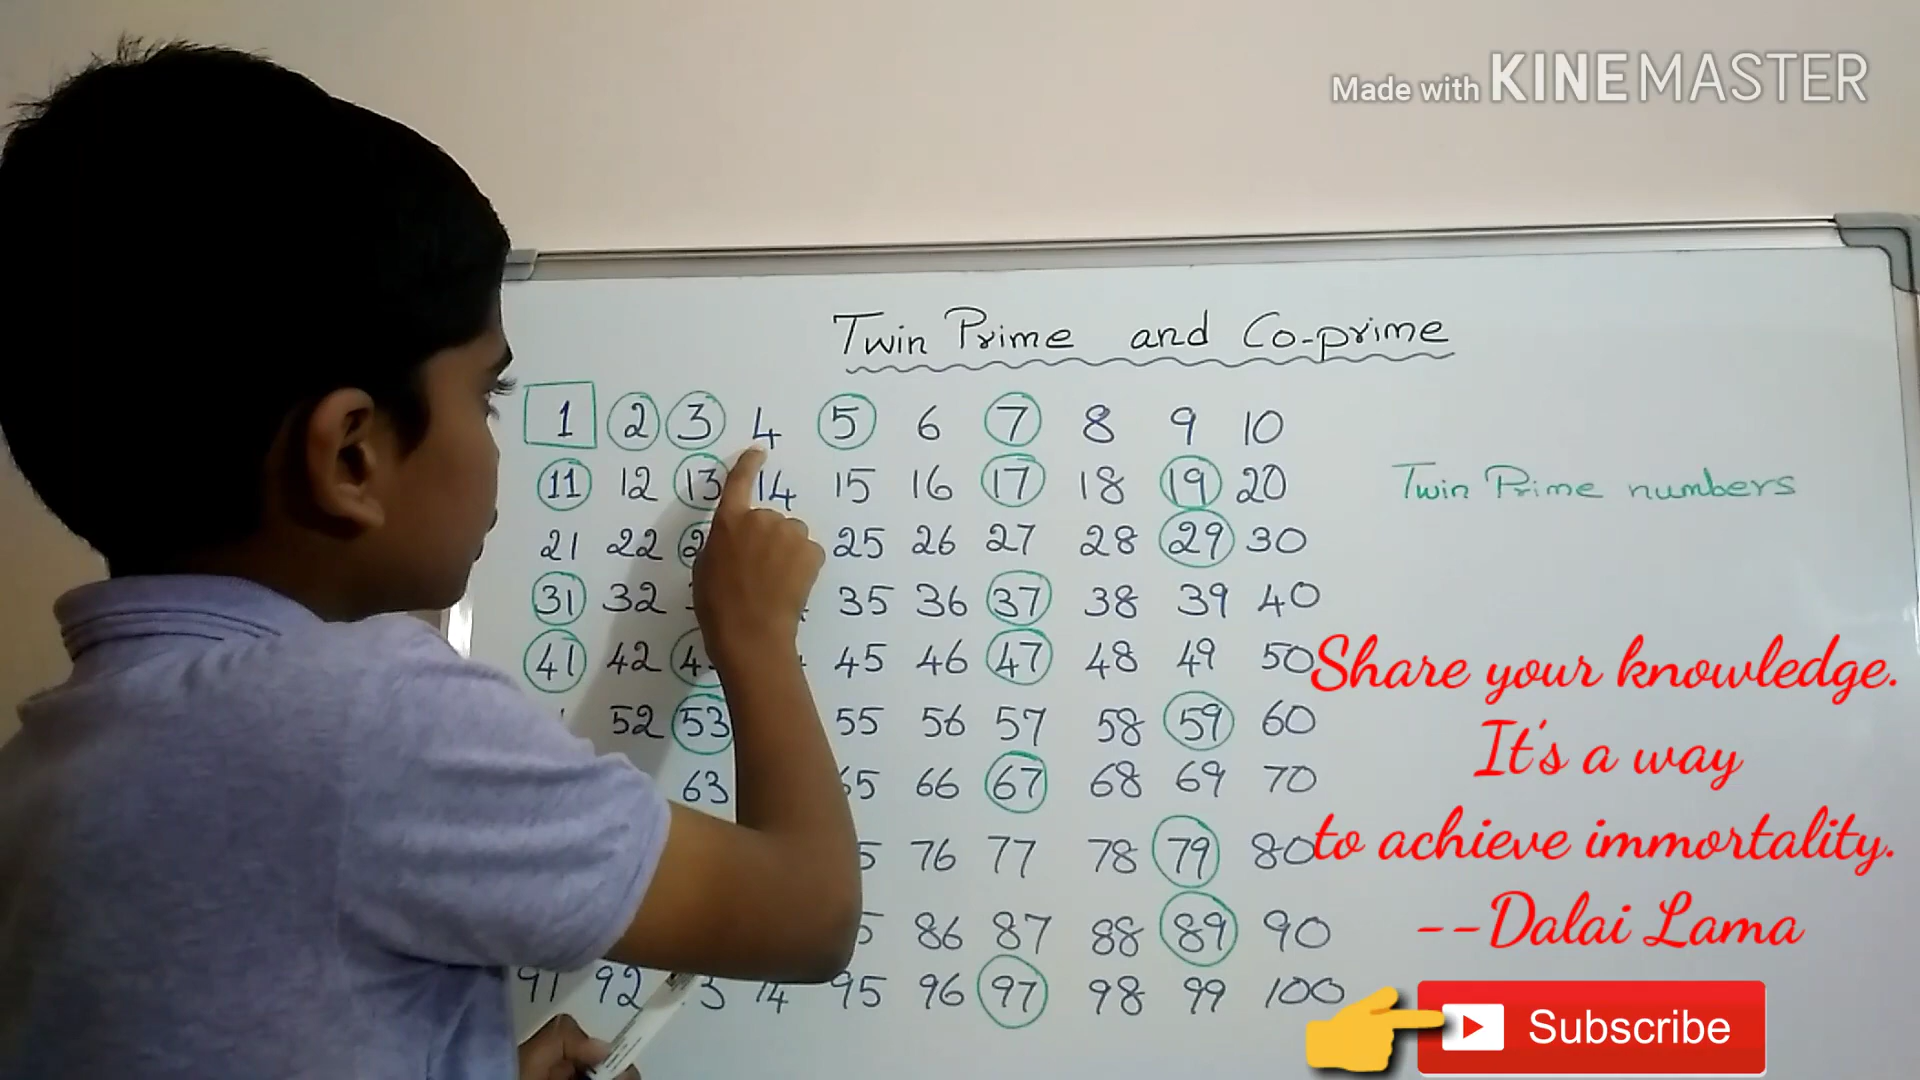 Made with KINEMASTER
Twin Prime and Co-prime
1 2 3 4 5 6 7 8 9 10
11 12 13 14 15 16 17 18 19 20
Twin Prime numbers
21 22 25 26 27 28 29 30
31 32 35 36 37 38 39 40
41 42 45 46 47 48 49 50
52 53 55 56 57 58 59 60
63 66 67 68 69 70
76 77 78 79 80
86 87 88 89 90
91 92 95 96 97 98 99 100
Share your knowledge.
It's a way
to achieve immortality.
--Dalai Lama
Subscribe